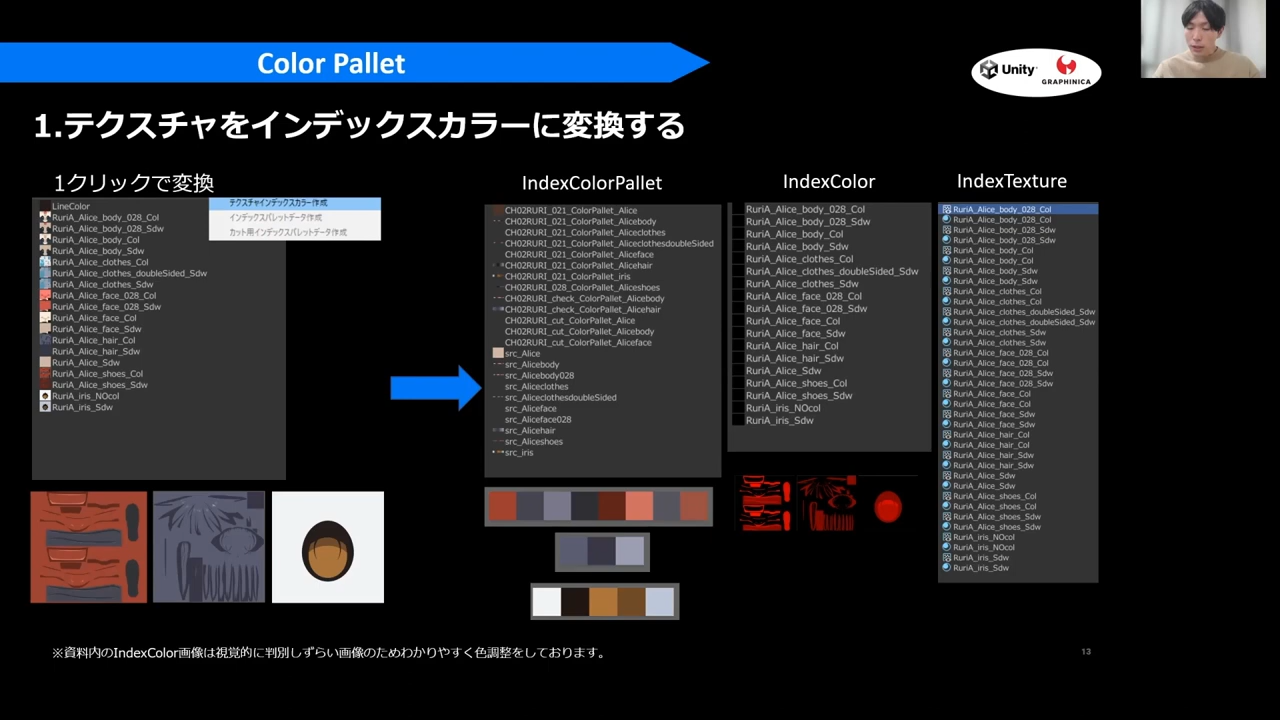 Color Pallet
Unity
GRAPHINICA
1.テクスチャをインデックスカラーに変換する
1クリックで変換
テクスチャインデックスカラー作成
インデックスパレットデータ作成
カット用インデックスパレットデータ作成
LineColor
RuriA_Alice_body_028_Col
RuriA_Alice_body_028_Sdw
RuriA_Alice_body_Col
RuriA_Alice_body_Sdw
RuriA_Alice_clothes_Col
RuriA_Alice_clothes_doubleSided_Sdw
RuriA_Alice_clothes_Sdw
RuriA_Alice_face_028_Col
RuriA_Alice_face_028_Sdw
RuriA_Alice_face_Col
RuriA_Alice_face_Sdw
RuriA_Alice_hair_Col
RuriA_Alice_hair_Sdw
RuriA_Alice_Sdw
RuriA_Alice_shoes_Col
RuriA_Alice_shoes_Sdw
RuriA_iris_NOcol
RuriA_iris_Sdw
IndexColorPallet
CH02RURI_021_ColorPallet_Alice
CH02RURI_021_ColorPallet_Alicebody
CH02RURI_021_ColorPallet_Aliceclothes
CH02RURI_021_ColorPallet_AliceclothesdoubleSided
CH02RURI_021_ColorPallet_Aliceface
CH02RURI_021_ColorPallet_Alicehair
CH02RURI_021_ColorPallet_iris
CH02RURI_028_ColorPallet_Aliceshoes
CH02RURI_check_ColorPallet_Alicebody
CH02RURI_check_ColorPallet_Alicehair
CH02RURI_cut_ColorPallet_Alice
CH02RURI_cut_ColorPallet_Alicebody
CH02RURI_cut_ColorPallet_Aliceface
src_Alice
src_Alicebody
src_Alicebody028
src_Aliceclothes
src_AliceclothesdoubleSided
src_Aliceface
src_Aliceface028
src_Alicehair
src_Aliceshoes
src_iris
IndexColor
RuriA_Alice_body_028_Col
RuriA_Alice_body_028_Sdw
RuriA_Alice_body_Col
RuriA_Alice_body_Sdw
RuriA_Alice_clothes_Col
RuriA_Alice_clothes_doubleSided_Sdw
RuriA_Alice_clothes_Sdw
RuriA_Alice_face_028_Col
RuriA_Alice_face_028_Sdw
RuriA_Alice_face_Col
RuriA_Alice_face_Sdw
RuriA_Alice_hair_Col
RuriA_Alice_hair_Sdw
RuriA_Alice_Sdw
RuriA_Alice_shoes_Col
RuriA_Alice_shoes_Sdw
RuriA_iris_NOcol
RuriA_iris_Sdw
IndexTexture
RuriA_Alice_body_028_Col
RuriA_Alice_body_028_Col
RuriA_Alice_body_028_Sdw
RuriA_Alice_body_028_Sdw
RuriA_Alice_body_Col
RuriA_Alice_body_Col
RuriA_Alice_body_Sdw
RuriA_Alice_body_Sdw
RuriA_Alice_clothes_Col
RuriA_Alice_clothes_Col
RuriA_Alice_clothes_doubleSided_Sdw
RuriA_Alice_clothes_doubleSided_Sdw
RuriA_Alice_clothes_Sdw
RuriA_Alice_clothes_Sdw
RuriA_Alice_face_028_Col
RuriA_Alice_face_028_Col
RuriA_Alice_face_028_Sdw
RuriA_Alice_face_028_Sdw
RuriA_Alice_face_Col
RuriA_Alice_face_Col
RuriA_Alice_face_Sdw
RuriA_Alice_face_Sdw
RuriA_Alice_hair_Col
RuriA_Alice_hair_Col
RuriA_Alice_hair_Sdw
RuriA_Alice_hair_Sdw
RuriA_Alice_Sdw
RuriA_Alice_Sdw
RuriA_Alice_shoes_Col
RuriA_Alice_shoes_Col
RuriA_Alice_shoes_Sdw
RuriA_Alice_shoes_Sdw
RuriA_iris_NOcol
RuriA_iris_NOcol
RuriA_iris_Sdw
RuriA_iris_Sdw
※資料内のIndexColor画像は視覚的に判別しずらい画像のためわかりやすく色調整をしております。
13